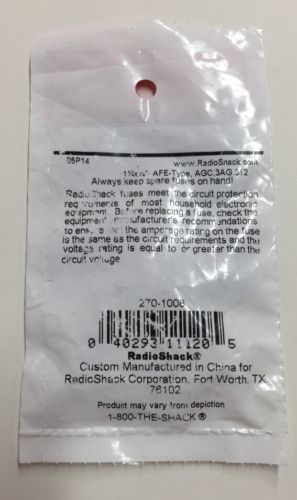 05P14 www.RadioShack.com
1¼x¼" AFE-Type, AGC,3AG,312
Always keep spare fuses on hand!
RadioShack fuses meet the circuit protection
requirements of most household electronic
equipment. Before replacing a fuse, check the
equipment manufacturer's recommendations
to ensure the amperage rating on the fuse
is the same as the circuit requirements and the
voltage rating is equal to or greater than the
circuit voltage.
270-1008
0 40293 11120 5
RadioShack®
Custom Manufactured in China for
RadioShack Corporation, Fort Worth, TX
76102
Product may vary from depiction
1-800-THE-SHACK ®